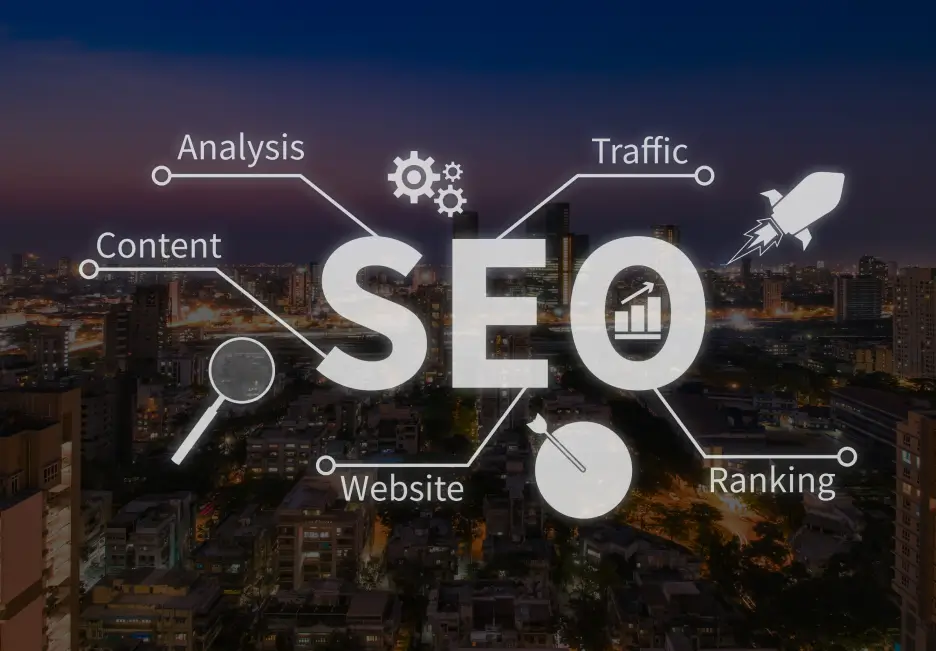 Analysis
Traffic
Content
SEO
Website
Ranking